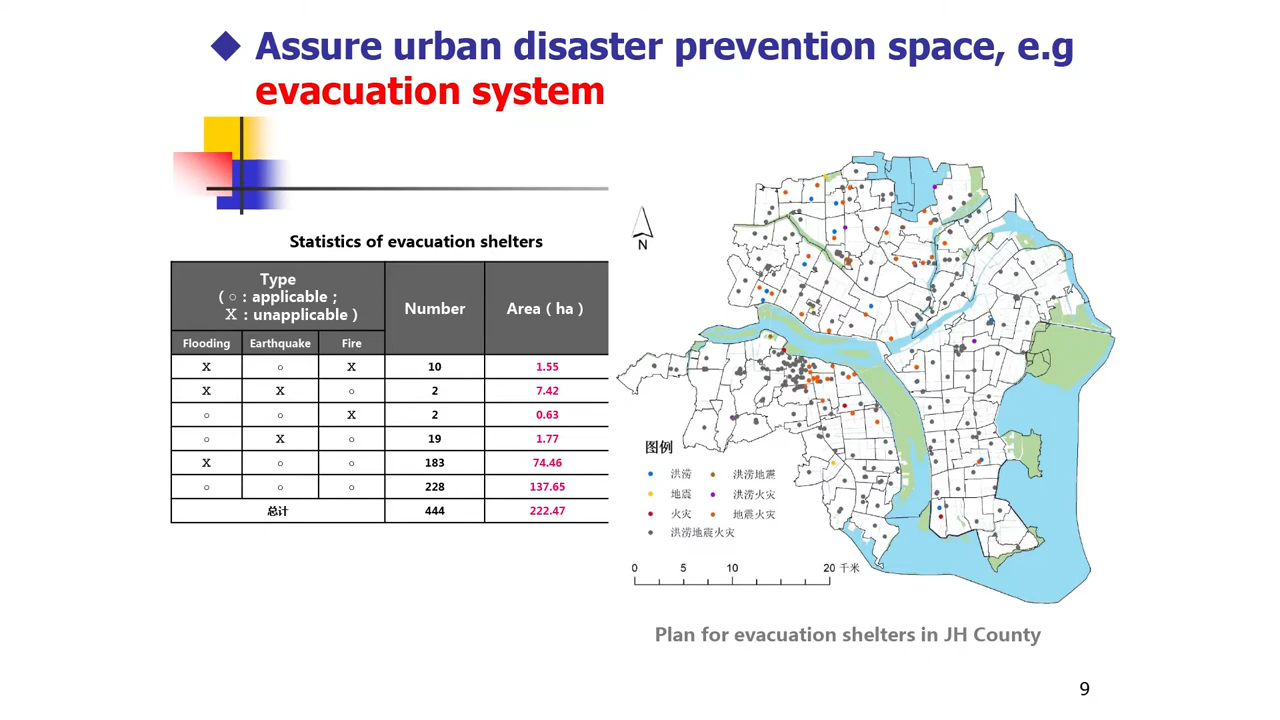 ◆ Assure urban disaster prevention space, e.g
evacuation system
Statistics of evacuation shelters
Type
( ○ : applicable ;
X : unapplicable )
Number
Area ( ha )
Flooding Earthquake Fire
X ○ X 10 1.55
X X ○ 2 7.42
○ ○ X 2 0.63
○ X ○ 19 1.77
X ○ ○ 183 74.46
○ ○ ○ 228 137.65
总计 444 222.47
N
图例
洪涝 洪涝地震
地震 洪涝火灾
火灾 地震火灾
洪涝地震火灾
0 5 10 20 千米
Plan for evacuation shelters in JH County
9